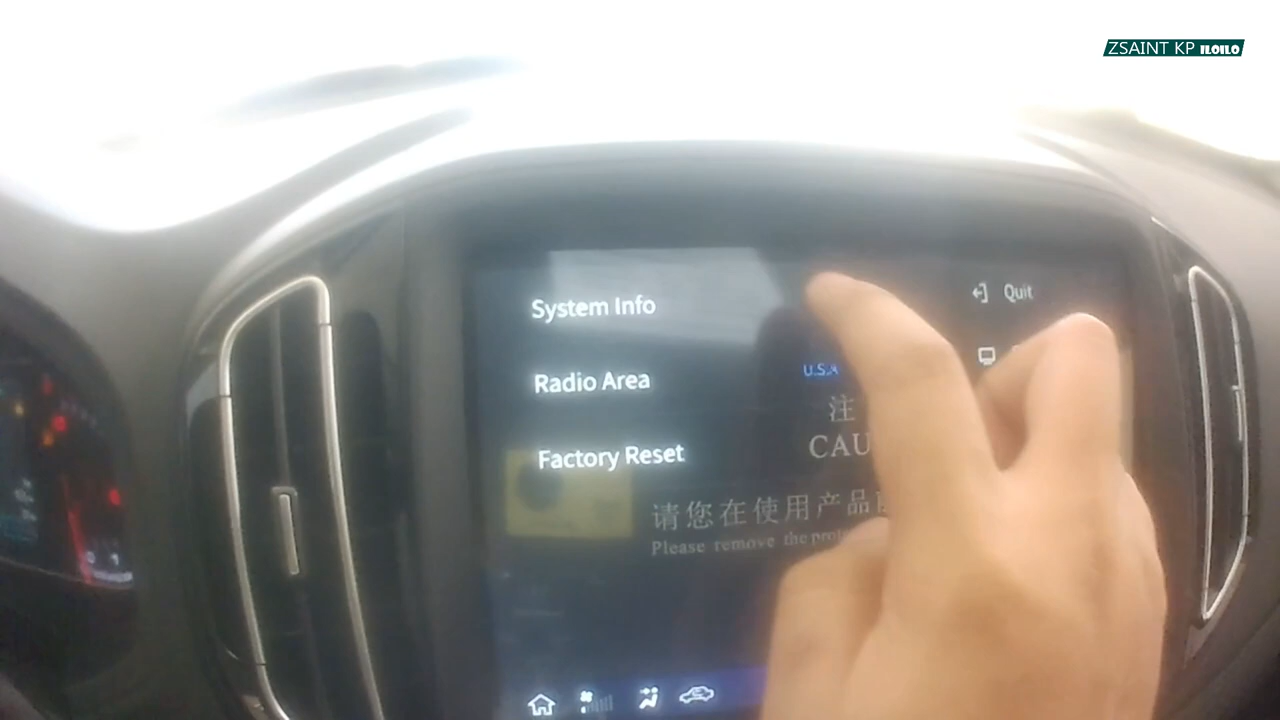 ZSAINT KP ILOILO
System Info
Quit
Radio Area
U.S.A
注
CAU
Factory Reset
请您在使用产品
Please remove the prote